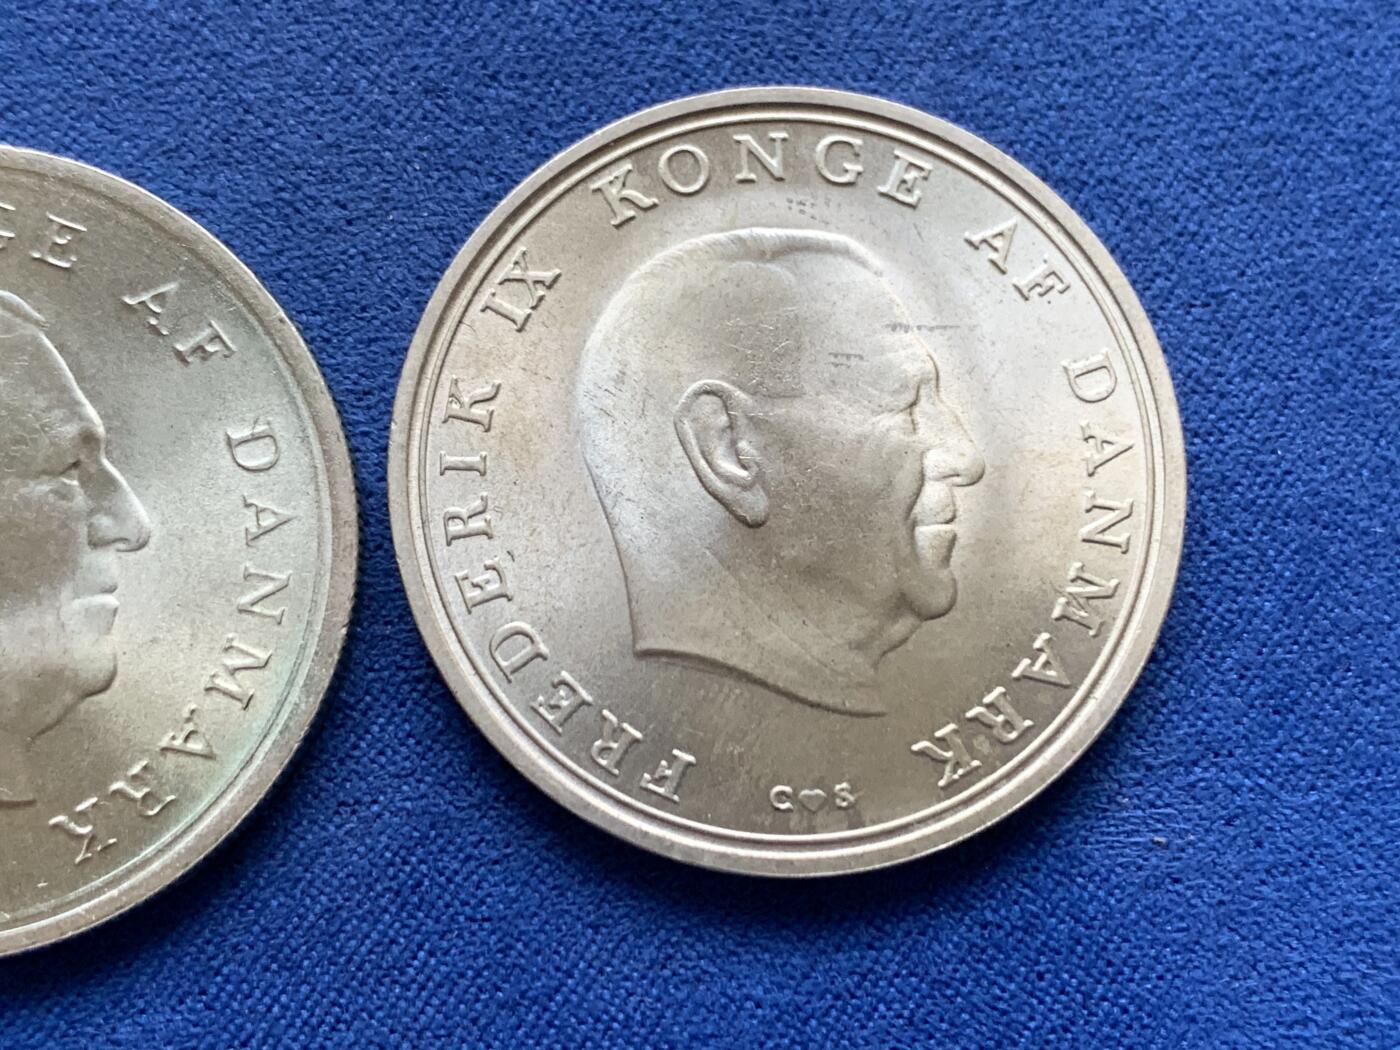 E AF DANMARK
FREDERIK IX KONGE AF DANMARK
C♥S